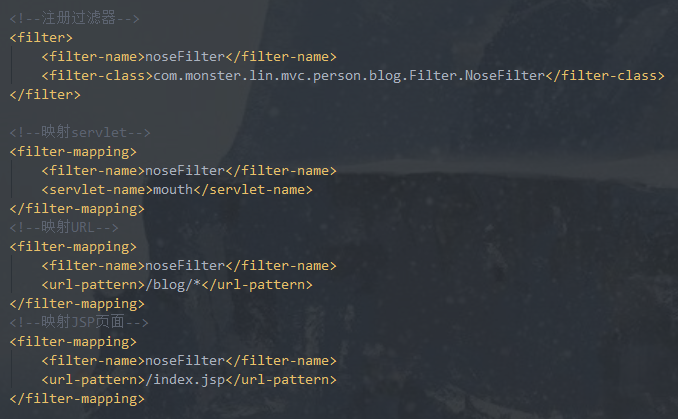 <!--注册过滤器-->
<filter>
    <filter-name>noseFilter</filter-name>
    <filter-class>com.monster.lin.mvc.person.blog.Filter.NoseFilter</filter-class>
</filter>

<!--映射servlet-->
<filter-mapping>
    <filter-name>noseFilter</filter-name>
    <servlet-name>mouth</servlet-name>
</filter-mapping>
<!--映射URL-->
<filter-mapping>
    <filter-name>noseFilter</filter-name>
    <url-pattern>/blog/*</url-pattern>
</filter-mapping>
<!--映射JSP页面-->
<filter-mapping>
    <filter-name>noseFilter</filter-name>
    <url-pattern>/index.jsp</url-pattern>
</filter-mapping>